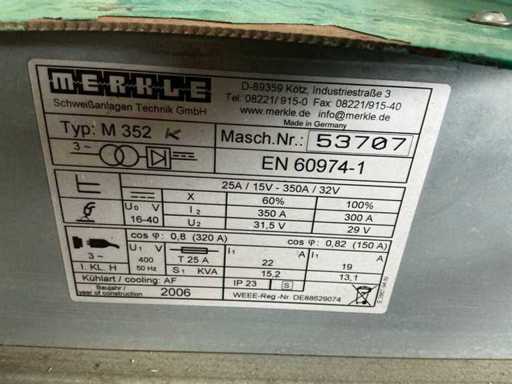 MERKLE
Schweißanlagen Technik GmbH
D-89359 Kötz, Industriestraße 3
Tel. 08221/915-0 Fax 08221/915-40
www.merkle.de info@merkle.de
Made in Germany
Typ: M 352 K
Masch.Nr.: 53707
3~
EN 60974-1
25A / 15V - 350A / 32V
X 60% 100%
U0 V I2 350 A 300 A
16-40 U2 31,5 V 29 V
cos φ: 0,8 (320 A) cos φ: 0,82 (150 A)
3~ U1 V I1 A I1 A
400 T 25 A 22 19
I. KL. H 50 Hz S1 KVA 15,2 13,1
Kühlart / cooling: AF IP 23 S
Baujahr / year of construction 2006 WEEE-Reg-Nr. DE88629074